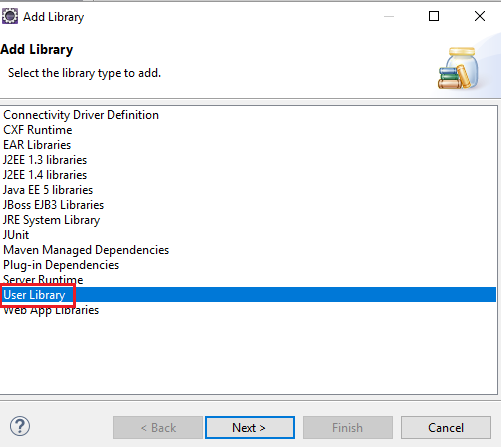 Add Library
Add Library
Select the library type to add.
Connectivity Driver Definition
CXF Runtime
EAR Libraries
J2EE 1.3 libraries
J2EE 1.4 libraries
Java EE 5 libraries
JBoss EJB3 Libraries
JRE System Library
JUnit
Maven Managed Dependencies
Plug-in Dependencies
Server Runtime
User Library
Web App Libraries
? < Back Next > Finish Cancel